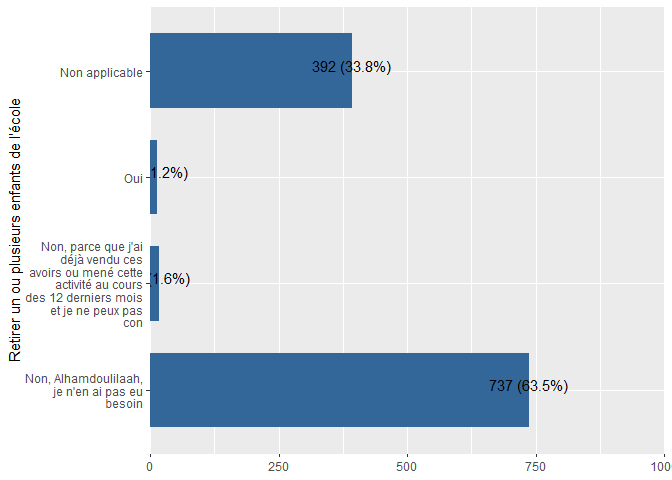 Retirer un ou plusieurs enfants de l'école
Non applicable
392 (33.8%)
Oui
1.2%)
Non, parce que j'ai
déjà vendu ces
avoirs ou mené cette
activité au cours
des 12 derniers mois
et je ne peux pas
con
1.6%)
Non, Alhamdoulilaah,
je n'en ai pas eu
besoin
737 (63.5%)
0
250
500
750